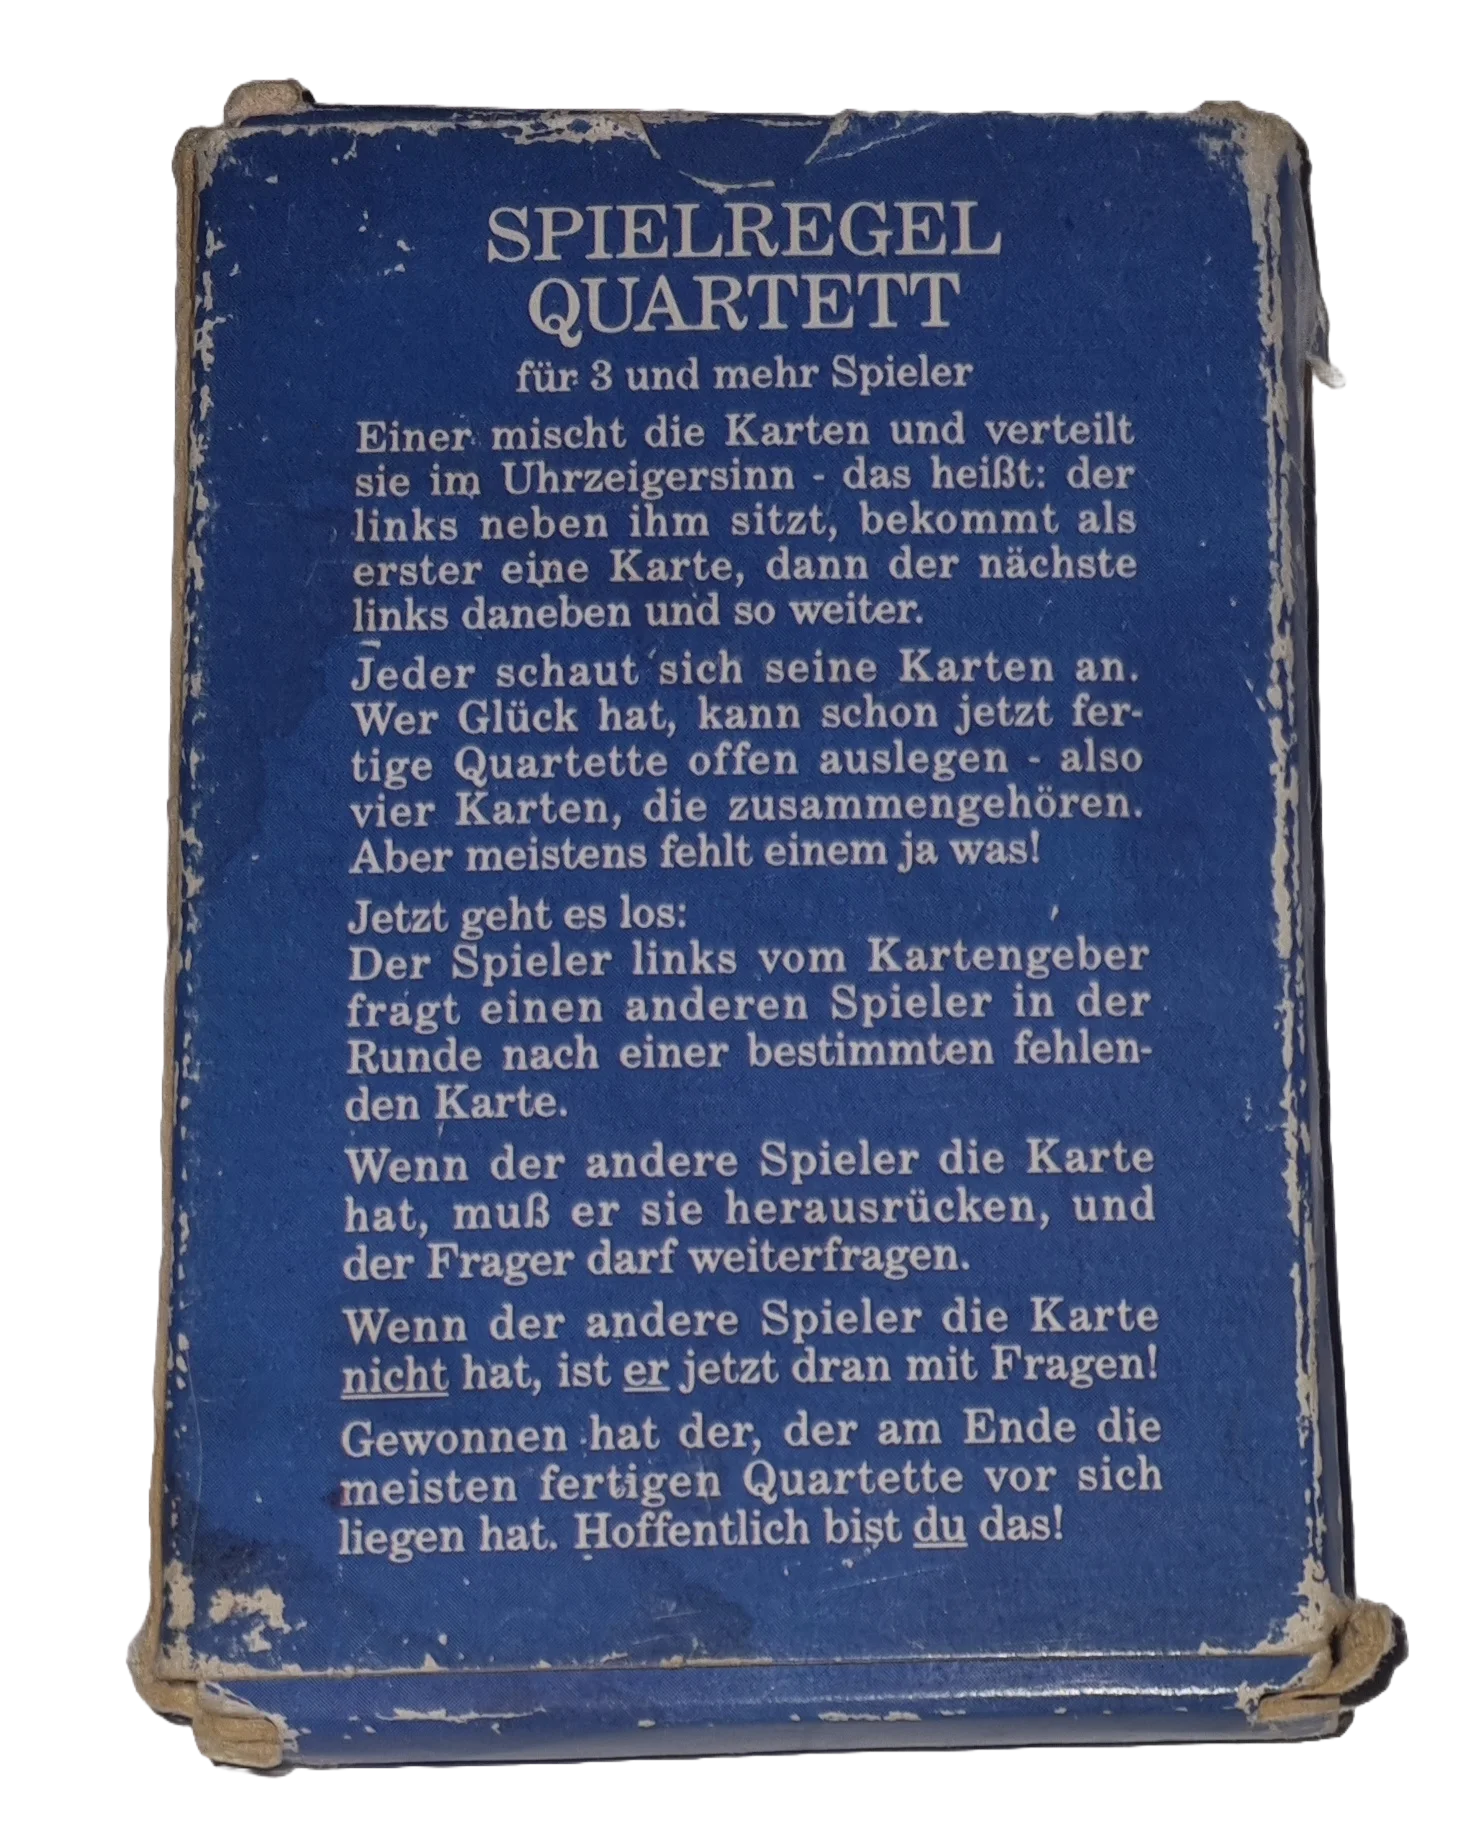 SPIELREGEL
QUARTETT
für 3 und mehr Spieler
Einer mischt die Karten und verteilt
sie im Uhrzeigersinn - das heißt: der
links neben ihm sitzt, bekommt als
erster eine Karte, dann der nächste
links daneben und so weiter.
Jeder schaut sich seine Karten an.
Wer Glück hat, kann schon jetzt fer-
tige Quartette offen auslegen - also
vier Karten, die zusammengehören.
Aber meistens fehlt einem ja was!
Jetzt geht es los:
Der Spieler links vom Kartengeber
fragt einen anderen Spieler in der
Runde nach einer bestimmten fehlen-
den Karte.
Wenn der andere Spieler die Karte
hat, muß er sie herausrücken, und
der Frager darf weiterfragen.
Wenn der andere Spieler die Karte
nicht hat, ist er jetzt dran mit Fragen!
Gewonnen hat der, der am Ende die
meisten fertigen Quartette vor sich
liegen hat. Hoffentlich bist du das!